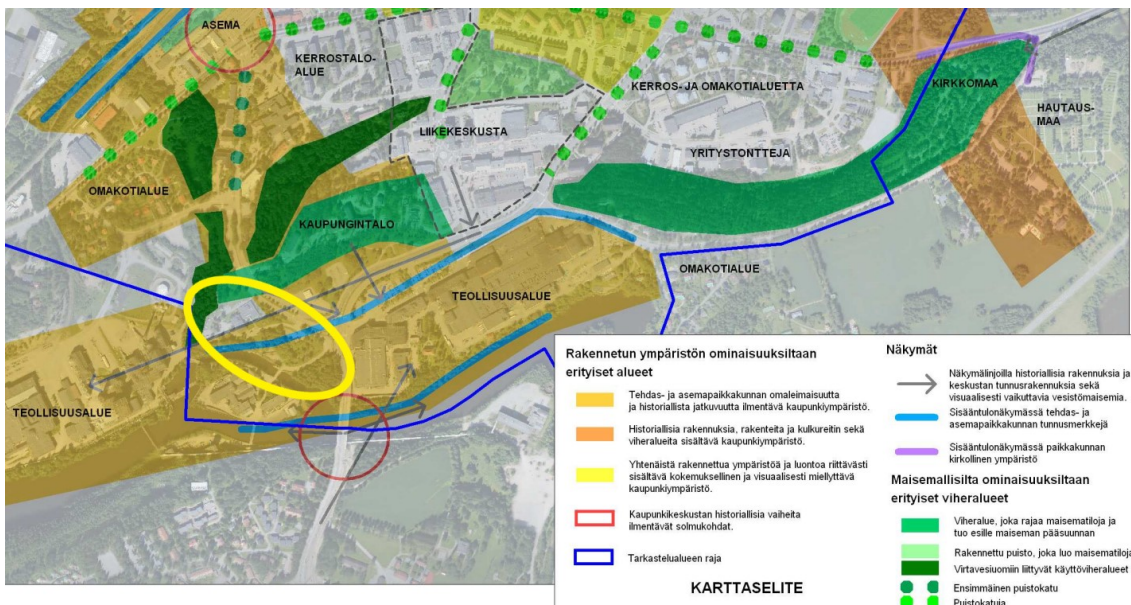 ASEMA
KERROSTALO-
ALUE
KERROS- JA OMAKOTIALUETTA
KIRKKOMAA
HAUTAUS-
MAA
LIIKEKESKUSTA
YRITYSTONTTEJA
OMAKOTIALUE
KAUPUNGINTALO
OMAKOTIALUE
TEOLLISUUSALUE
TEOLLISUUSALUE
Rakennetun ympäristön ominaisuuksiltaan
erityiset alueet
Tehdas- ja asemapaikkakunnan omaleimaisuutta
ja historiallista jatkuvuutta ilmentävä kaupunkiympäristö.
Historiallisia rakennuksia, rakenteita ja kulkureitin sekä
viheralueita sisältävä kaupunkiympäristö.
Yhtenäistä rakennettua ympäristöä ja luontoa riittävästi
sisältävä kokemuksellinen ja visuaalisesti miellyttävä
kaupunkiympäristö.
Kaupunkikeskustan historiallisia vaiheita
ilmentävät solmukohdat.
Tarkastelualueen raja
KARTTASELITE
Näkymät
Näkymälinjoilla historiallisia rakennuksia ja
keskustan tunnusrakennuksia sekä
visuaalisesti vaikuttavia vesistömaisemia.
Sisääntulonäkymässä tehdas- ja
asemapaikkakunnan tunnusmerkkejä
Sisääntulonäkymässä paikkakunnan
kirkollinen ympäristö
Maisemallisilta ominaisuuksiltaan
erityiset viheralueet
Viheralue, joka rajaa maisematiloja ja
tuo esille maiseman pääsuunnan
Rakennettu puisto, joka luo maisematiloja
Virtavesiuomiin liittyvät käyttöviheralueet
Ensimmäinen puistokatu
Puistokatuja